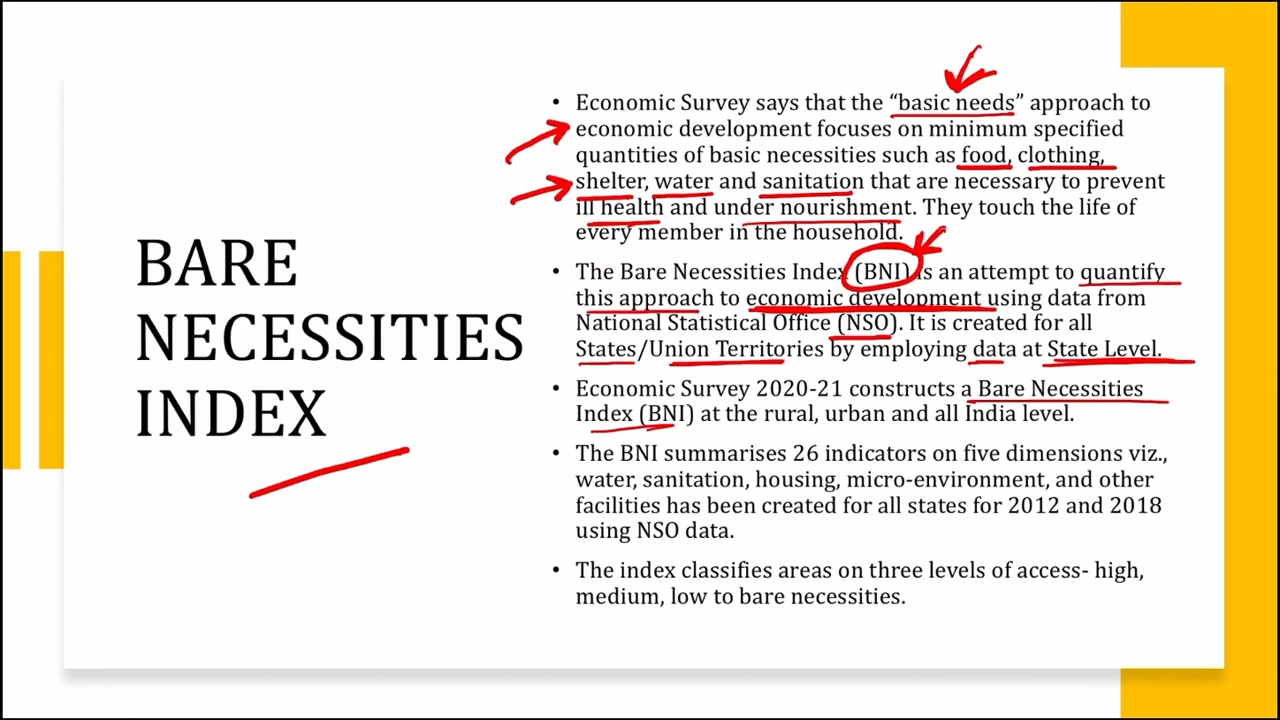 BARE
NECESSITIES
INDEX
• Economic Survey says that the “basic needs” approach to
economic development focuses on minimum specified
quantities of basic necessities such as food, clothing,
shelter, water and sanitation that are necessary to prevent
ill health and under nourishment. They touch the life of
every member in the household.
• The Bare Necessities Index (BNI) is an attempt to quantify
this approach to economic development using data from
National Statistical Office (NSO). It is created for all
States/Union Territories by employing data at State Level.
• Economic Survey 2020-21 constructs a Bare Necessities
Index (BNI) at the rural, urban and all India level.
• The BNI summarises 26 indicators on five dimensions viz.,
water, sanitation, housing, micro-environment, and other
facilities has been created for all states for 2012 and 2018
using NSO data.
• The index classifies areas on three levels of access- high,
medium, low to bare necessities.